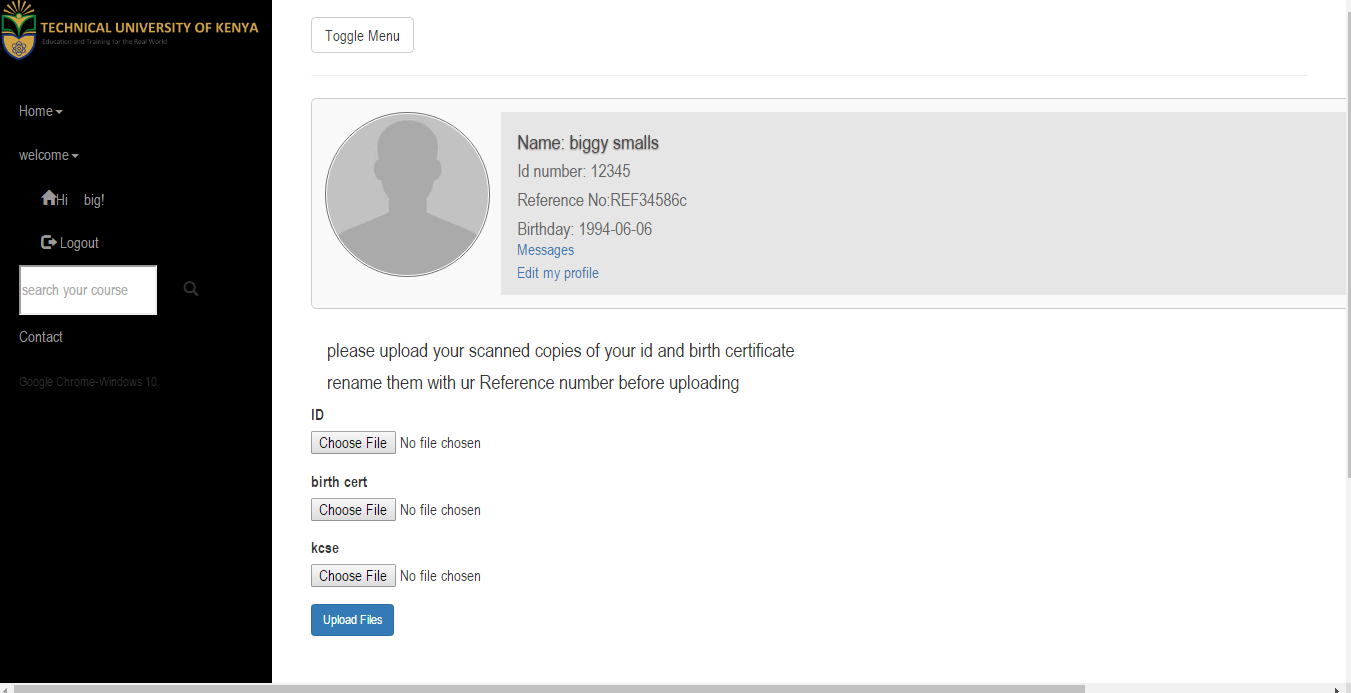 TECHNICAL UNIVERSITY OF KENYA
Education and Training for the Real World
Home
welcome
Hi big!
Logout
search your course
Contact
Google Chrome-Windows 10
Toggle Menu
Name: biggy smalls
Id number: 12345
Reference No:REF34586c
Birthday: 1994-06-06
Messages
Edit my profile
please upload your scanned copies of your id and birth certificate
rename them with ur Reference number before uploading
ID
Choose File No file chosen
birth cert
Choose File No file chosen
kcse
Choose File No file chosen
Upload Files